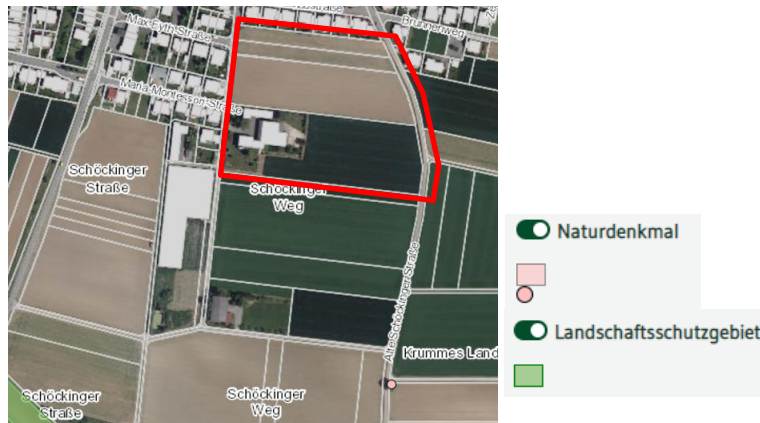 Max-Eyth-Straße
Brunnenweg
Maria-Montessori-Straße
Schöckinger
Straße
Schöckinger
Weg
Alte Schöckinger Straße
Krummes Land
Schöckinger
Straße
Schöckinger
Weg
Naturdenkmal
Landschaftsschutzgebiet